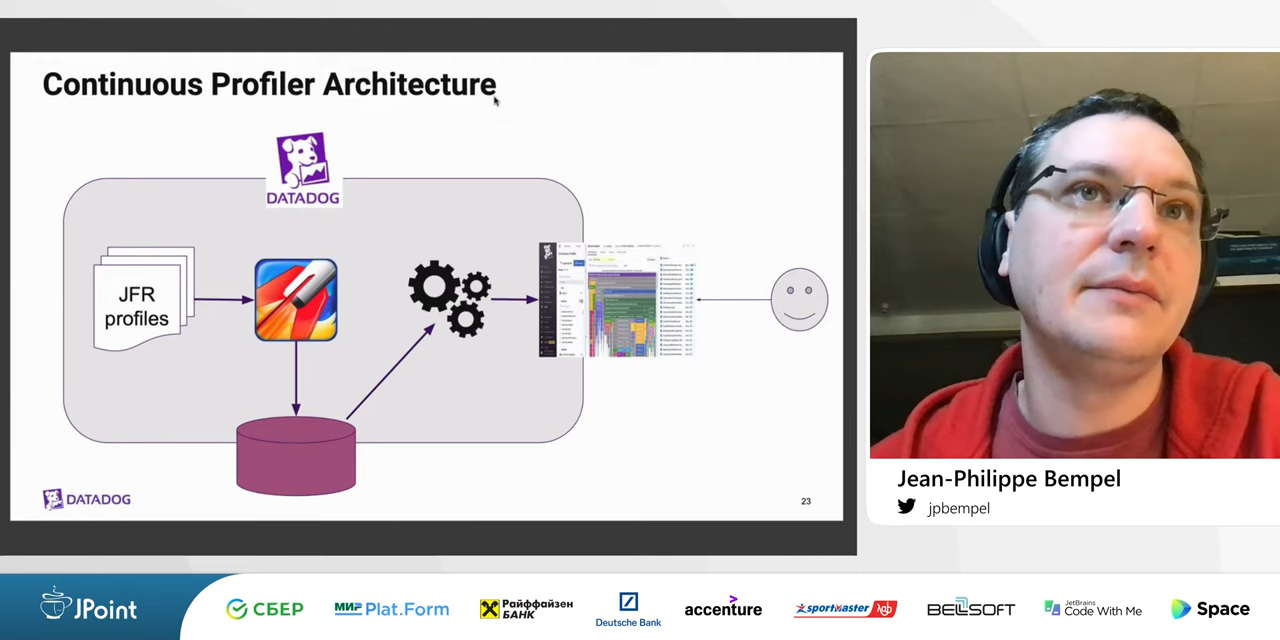 Continuous Profiler Architecture
DATADOG
JFR
profiles
DATADOG
23
Jean-Philippe Bempel
jpbempel
JPoint
СБЕР
МИР Plat.Form
Райффайзен
БАНК
Deutsche Bank
accenture
sportmaster lab
BELLSOFT
JetBrains
Code With Me
Space